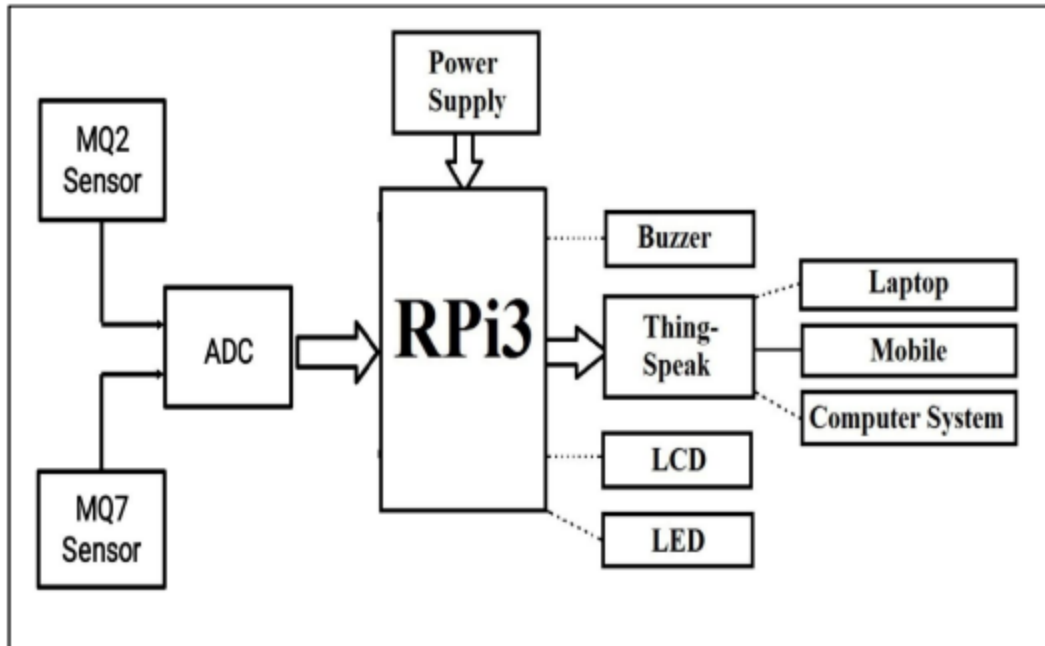 Power
Supply
MQ2
Sensor
Buzzer
Laptop
RPi3
Thing-
Speak
Mobile
ADC
Computer System
LCD
MQ7
Sensor
LED